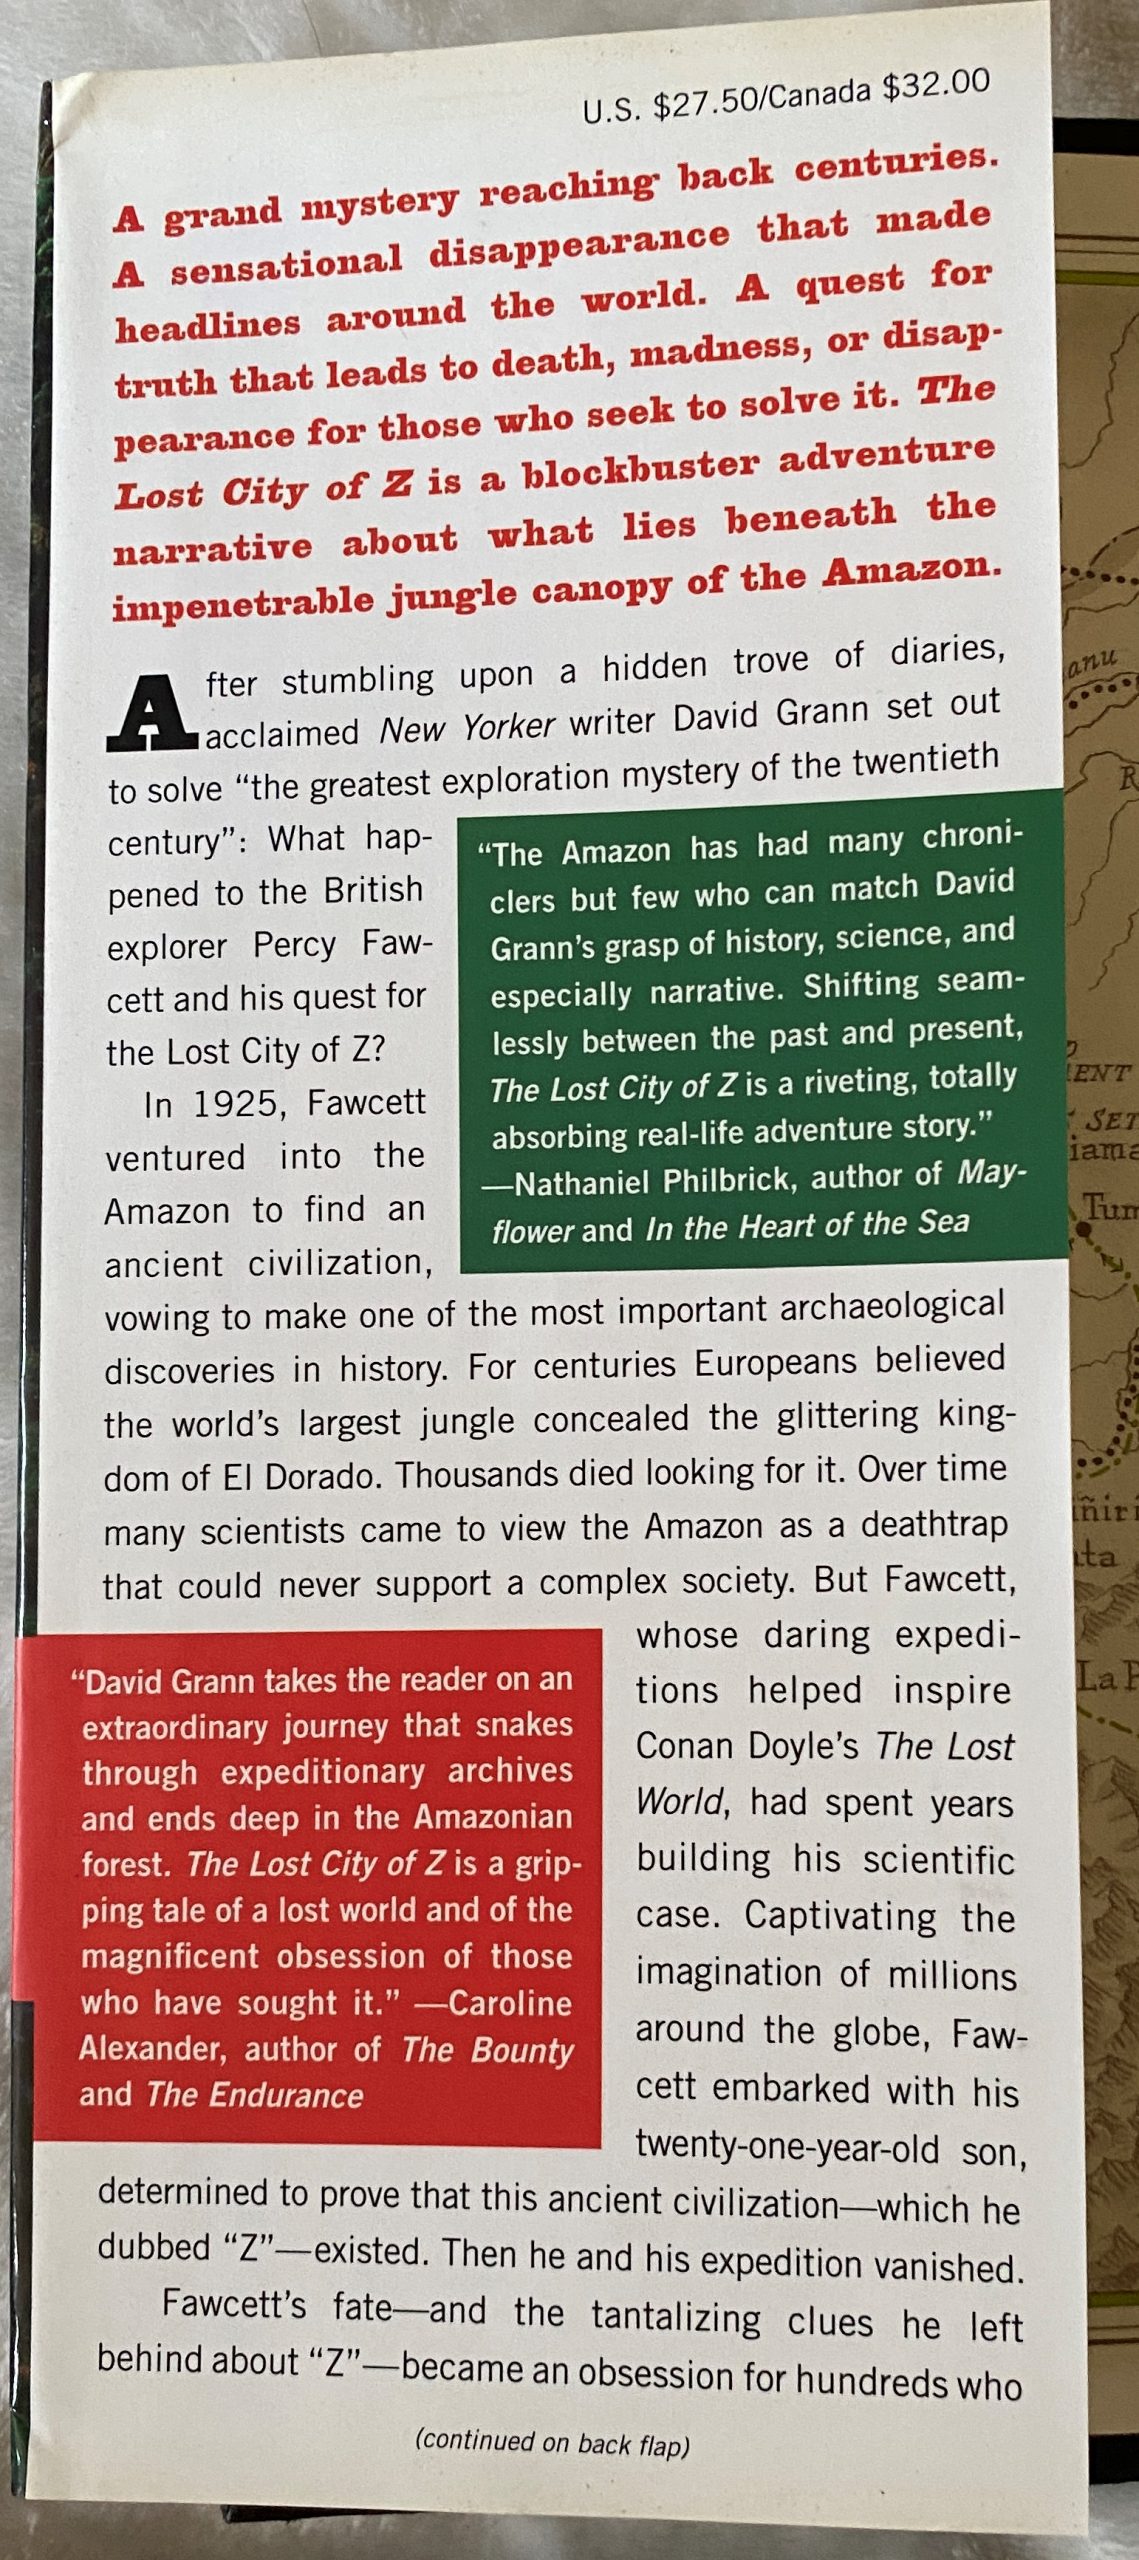 U.S. $27.50/Canada $32.00
A grand mystery reaching back centuries.
A sensational disappearance that made
headlines around the world. A quest for
truth that leads to death, madness, or disap-
pearance for those who seek to solve it. The
Lost City of Z is a blockbuster adventure
narrative about what lies beneath the
impenetrable jungle canopy of the Amazon.
After stumbling upon a hidden trove of diaries,
acclaimed New Yorker writer David Grann set out
to solve “the greatest exploration mystery of the twentieth
century”: What hap-
pened to the British
explorer Percy Faw-
cett and his quest for
the Lost City of Z?
In 1925, Fawcett
ventured into the
Amazon to find an
ancient civilization,
“The Amazon has had many chroni-
clers but few who can match David
Grann’s grasp of history, science, and
especially narrative. Shifting seam-
lessly between the past and present,
The Lost City of Z is a riveting, totally
absorbing real-life adventure story.”
—Nathaniel Philbrick, author of May-
flower and In the Heart of the Sea
vowing to make one of the most important archaeological
discoveries in history. For centuries Europeans believed
the world’s largest jungle concealed the glittering king-
dom of El Dorado. Thousands died looking for it. Over time
many scientists came to view the Amazon as a deathtrap
that could never support a complex society. But Fawcett,
whose daring expedi-
tions helped inspire
Conan Doyle’s The Lost
World, had spent years
building his scientific
case. Captivating the
imagination of millions
around the globe, Faw-
cett embarked with his
twenty-one-year-old son,
“David Grann takes the reader on an
extraordinary journey that snakes
through expeditionary archives
and ends deep in the Amazonian
forest. The Lost City of Z is a grip-
ping tale of a lost world and of the
magnificent obsession of those
who have sought it.” —Caroline
Alexander, author of The Bounty
and The Endurance
determined to prove that this ancient civilization—which he
dubbed “Z”—existed. Then he and his expedition vanished.
Fawcett’s fate—and the tantalizing clues he left
behind about “Z”—became an obsession for hundreds who
(continued on back flap)